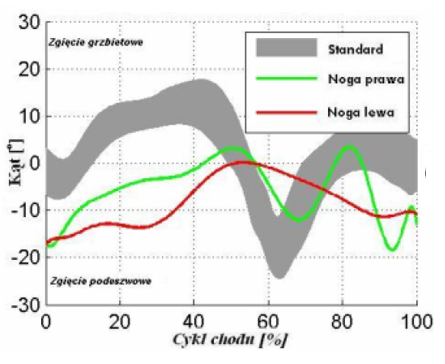 30
20
10
0
-10
-20
-30
Kąt [°]
Zgięcie grzbietowe
Standard
Noga prawa
Noga lewa
Zgięcie podeszwowe
0 20 40 60 80 100
Cykl chodu [%]